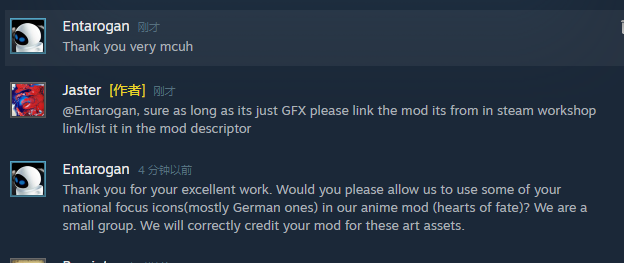 Entarogan 刚才
Thank you very mcuh
Jaster [作者] 刚才
@Entarogan, sure as long as its just GFX please link the mod its from in steam workshop
link/list it in the mod descriptor
Entarogan 4 分钟以前
Thank you for your excellent work. Would you please allow us to use some of your
national focus icons(mostly German ones) in our anime mod (hearts of fate)? We are a
small group. We will correctly credit your mod for these art assets.